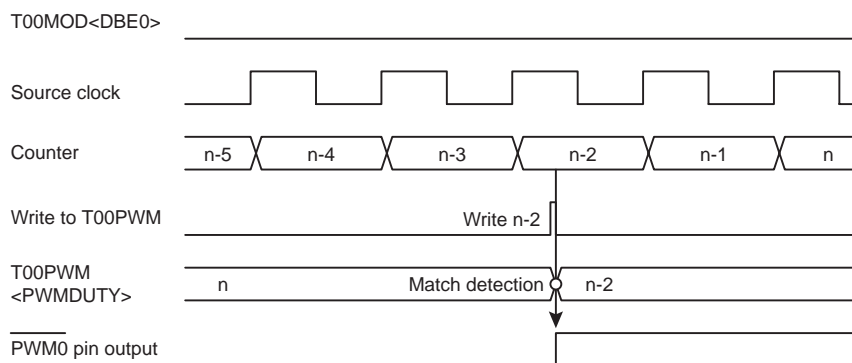 T00MOD<DBE0>
Source clock
Counter n-5 n-4 n-3 n-2 n-1 n
Write to T00PWM Write n-2
T00PWM
<PWMDUTY> n Match detection n-2
PWM0 pin output